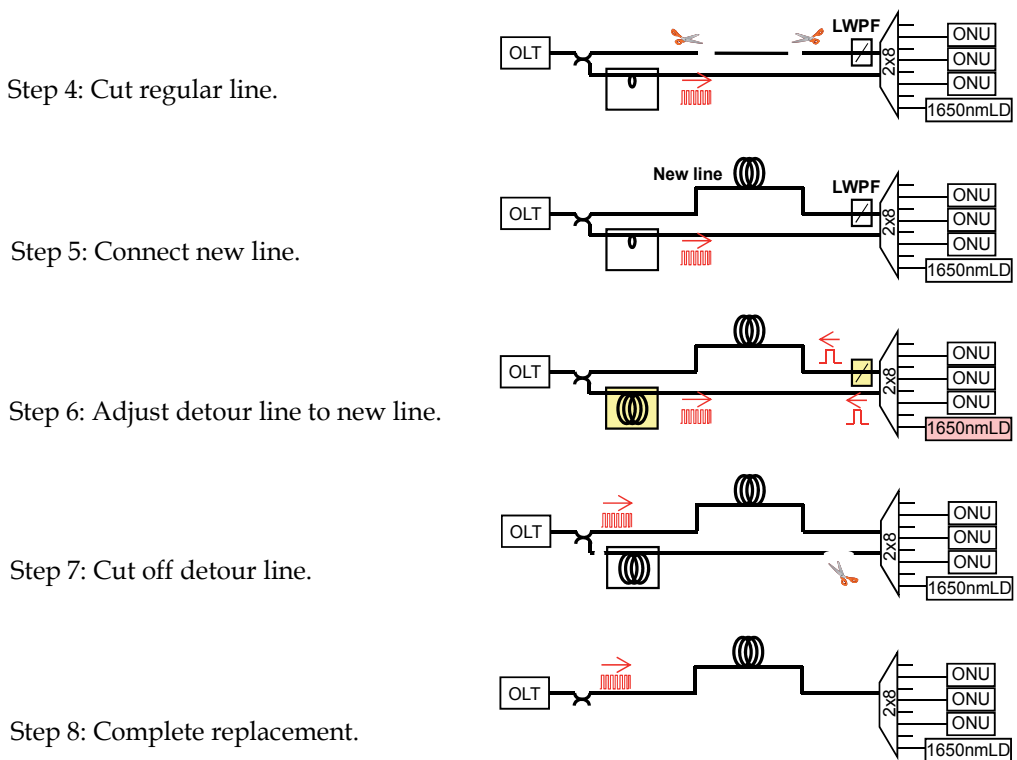 LWPF
OLT
2x8
ONU
ONU
ONU
1650nmLD
Step 4: Cut regular line.
New line
LWPF
OLT
2x8
ONU
ONU
ONU
1650nmLD
Step 5: Connect new line.
OLT
2x8
ONU
ONU
ONU
1650nmLD
Step 6: Adjust detour line to new line.
OLT
2x8
ONU
ONU
ONU
1650nmLD
Step 7: Cut off detour line.
OLT
2x8
ONU
ONU
ONU
1650nmLD
Step 8: Complete replacement.